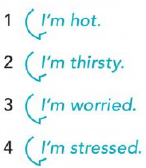 1 I'm hot.
2 I'm thirsty.
3 I'm worried.
4 I'm stressed.